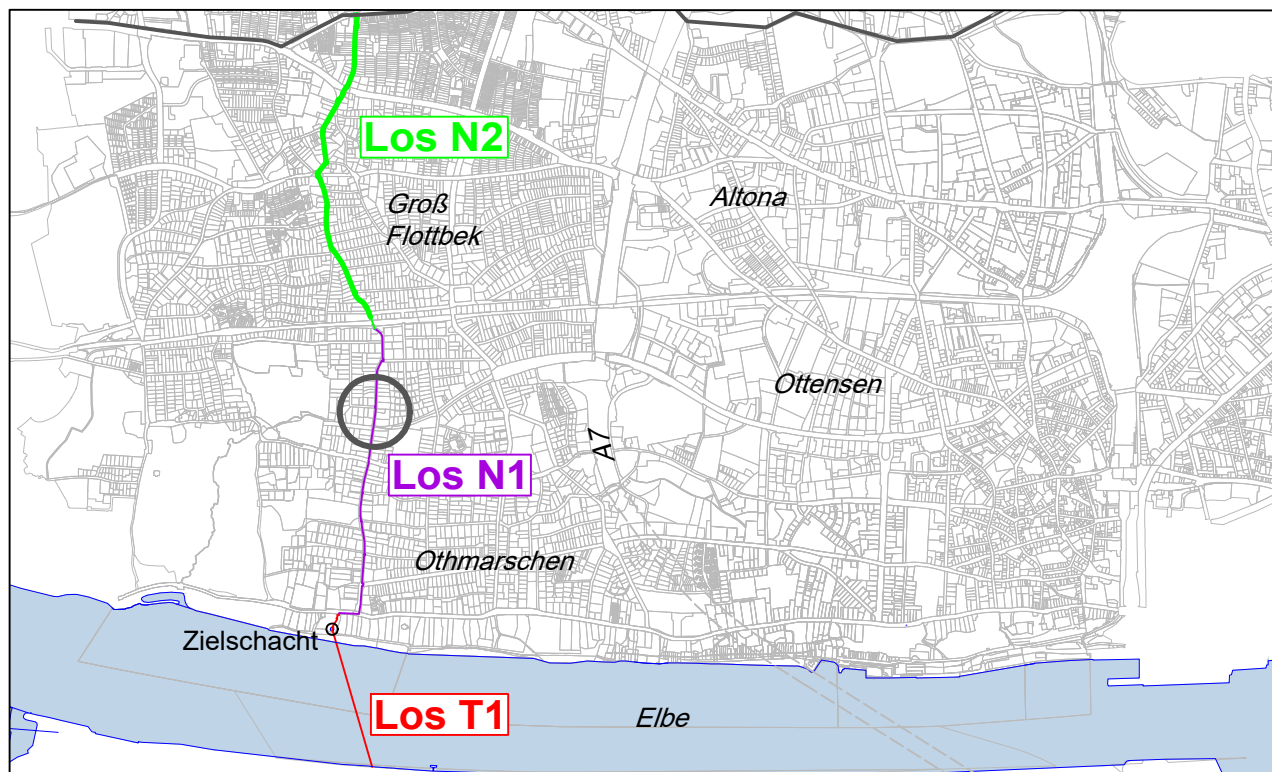 Los N2
Groß
Flottbek
Altona
Ottensen
A7
Los N1
Othmarschen
Zielschacht
Los T1
Elbe